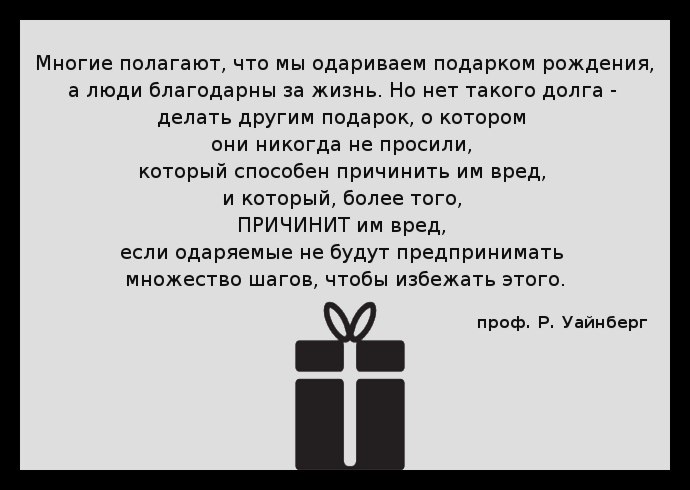 Многие полагают, что мы одариваем подарком рождения,
а люди благодарны за жизнь. Но нет такого долга -
делать другим подарок, о котором
они никогда не просили,
который способен причинить им вред,
и который, более того,
ПРИЧИНИТ им вред,
если одаряемые не будут предпринимать
множество шагов, чтобы избежать этого.
проф. Р. Уайнберг